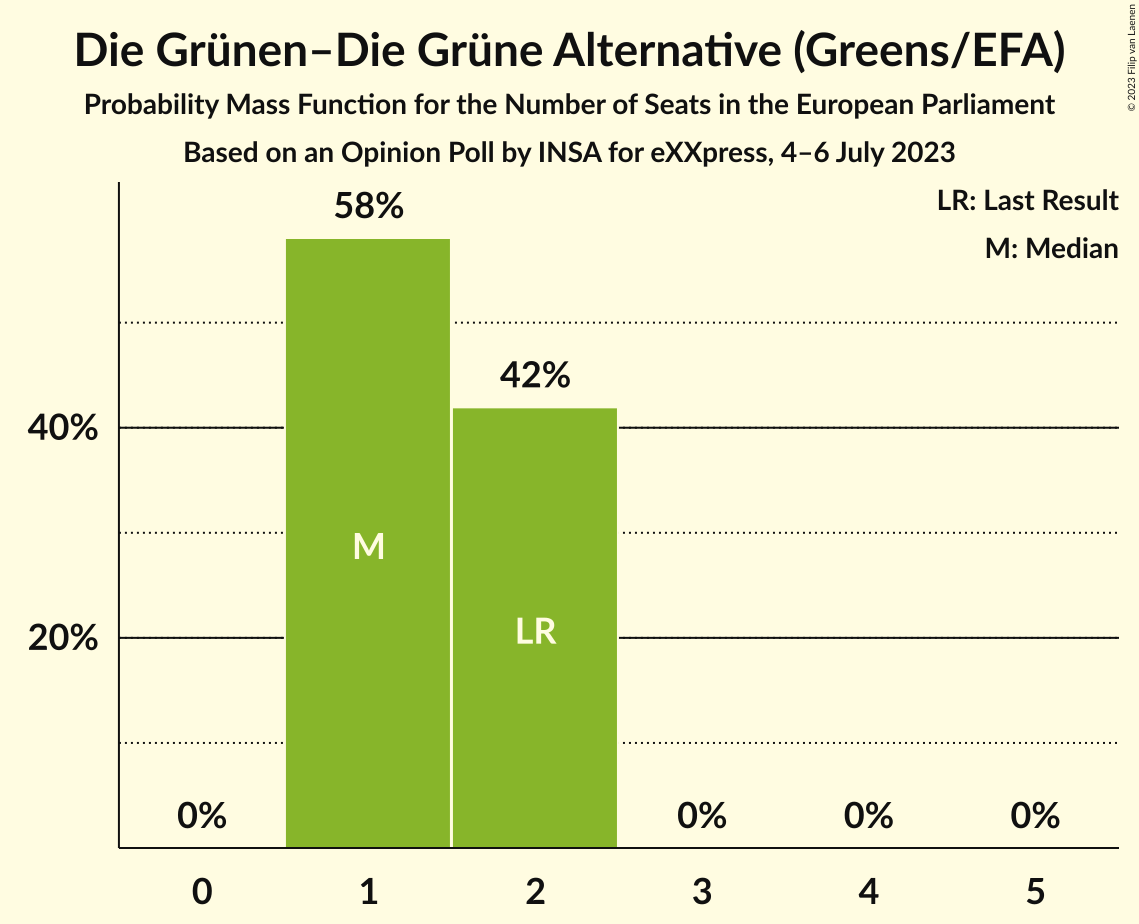 Die Grünen–Die Grüne Alternative (Greens/EFA)
Probability Mass Function for the Number of Seats in the European Parliament
Based on an Opinion Poll by INSA for eXXpress, 4–6 July 2023
© 2023 Filip van Laenen
LR: Last Result
M: Median
58%
42%
40%
M
LR
20%
0%
0%
0%
0%
0
1
2
3
4
5